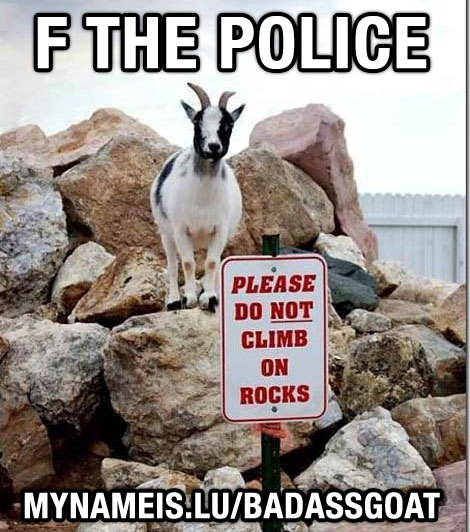 F THE POLICE
PLEASE
DO NOT
CLIMB
ON
ROCKS
MYNAMEIS.LU/BADASSGOAT